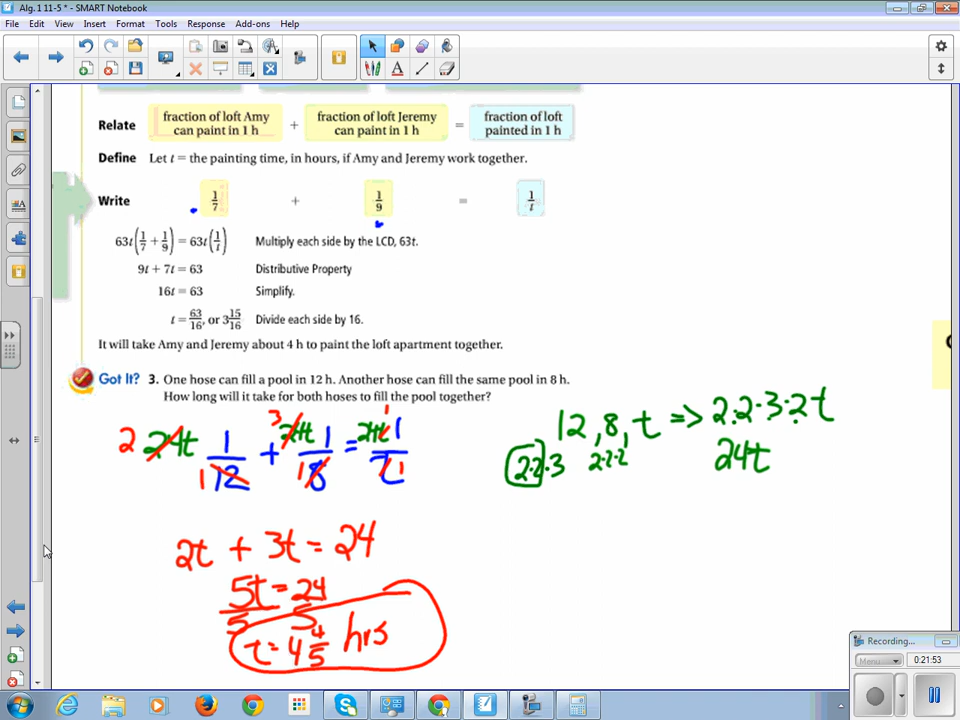 Alg.1 11-5 * - SMART Notebook
File Edit View Insert Format Tools Response Add-ons Help
Relate fraction of loft Amy can paint in 1 h + fraction of loft Jeremy can paint in 1 h = fraction of loft painted in 1 h
Define Let t = the painting time, in hours, if Amy and Jeremy work together.
Write 1/7 + 1/9 = 1/t
63t(1/7 + 1/9) = 63t(1/t) Multiply each side by the LCD, 63t.
9t + 7t = 63 Distributive Property
16t = 63 Simplify.
t = 63/16, or 3 15/16 Divide each side by 16.
It will take Amy and Jeremy about 4 h to paint the loft apartment together.
Got It? 3. One hose can fill a pool in 12 h. Another hose can fill the same pool in 8 h.
How long will it take for both hoses to fill the pool together?
2 24t 1/12 1 + 3 24t 1/8 1 = 24t 1/t 1 1
12, 8, t => 2·2·3·2t
2·2·3 2·2·2 24t
2t + 3t = 24
5t = 24
5 5
t = 4 4/5 hrs
Recording...
Menu
0:21:53